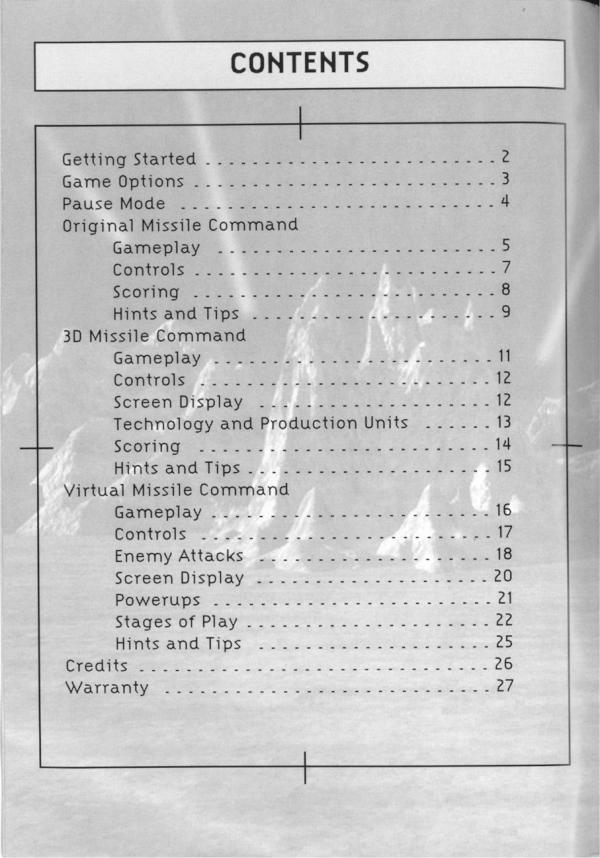 CONTENTS
Getting Started . . . . . . . . . . . . . . . . . . . . . . . . . 2
Game Options . . . . . . . . . . . . . . . . . . . . . . . . . . 3
Pause Mode . . . . . . . . . . . . . . . . . . . . . . . . . . . 4
Original Missile Command
Gameplay . . . . . . . . . . . . . . . . . . . . . . . . 5
Controls . . . . . . . . . . . . . . . . . . . . . . . . . . 7
Scoring . . . . . . . . . . . . . . . . . . . . . . . . . . 8
Hints and Tips . . . . . . . . . . . . . . . . . . . . . 9
3D Missile Command
Gameplay . . . . . . . . . . . . . . . . . . . . . . . . 11
Controls . . . . . . . . . . . . . . . . . . . . . . . . . 12
Screen Display . . . . . . . . . . . . . . . . . . . . 12
Technology and Production Units . . . . . . 13
Scoring . . . . . . . . . . . . . . . . . . . . . . . . . 14
Hints and Tips . . . . . . . . . . . . . . . . . . . . . 15
Virtual Missile Command
Gameplay . . . . . . . . . . . . . . . . . . . . . . . . 16
Controls . . . . . . . . . . . . . . . . . . . . . . . . . 17
Enemy Attacks . . . . . . . . . . . . . . . . . . . . 18
Screen Display . . . . . . . . . . . . . . . . . . . . 20
Powerups . . . . . . . . . . . . . . . . . . . . . . . . 21
Stages of Play . . . . . . . . . . . . . . . . . . . . . 22
Hints and Tips . . . . . . . . . . . . . . . . . . . . 25
Credits . . . . . . . . . . . . . . . . . . . . . . . . . . . . . . 26
Warranty . . . . . . . . . . . . . . . . . . . . . . . . . . . . 27